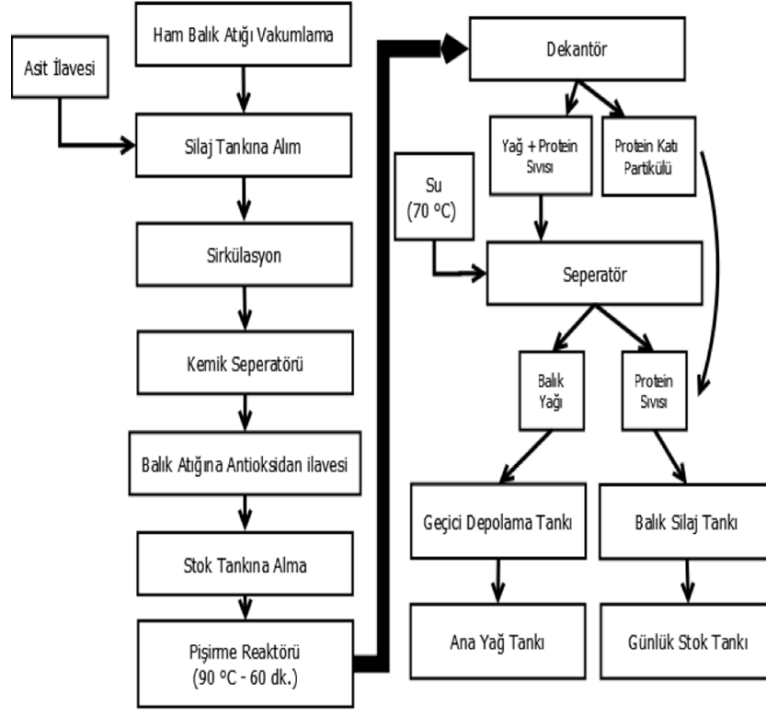 Ham Balık Atığı Vakumlama
Asit İlavesi
Silaj Tankına Alım
Sirkülasyon
Kemik Seperatörü
Balık Atığına Antioksidan ilavesi
Stok Tankına Alma
Pişirme Reaktörü
(90 ºC - 60 dk.)
Dekantör
Yağ + Protein
Sıvısı
Protein Katı
Partikülü
Su
(70 ºC)
Seperatör
Balık
Yağı
Protein
Sıvısı
Geçici Depolama Tankı
Balık Silaj Tankı
Ana Yağ Tankı
Günlük Stok Tankı